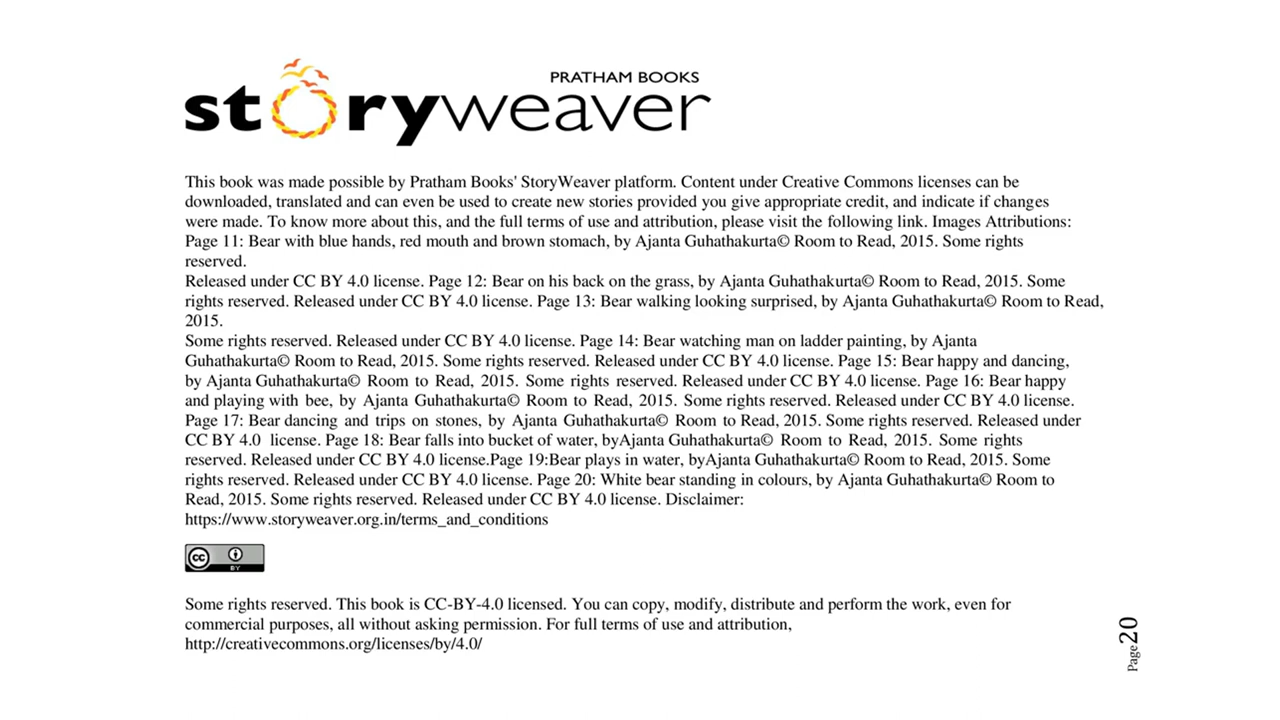 PRATHAM BOOKS
storyweaver
This book was made possible by Pratham Books' StoryWeaver platform. Content under Creative Commons licenses can be
downloaded, translated and can even be used to create new stories provided you give appropriate credit, and indicate if changes
were made. To know more about this, and the full terms of use and attribution, please visit the following link. Images Attributions:
Page 11: Bear with blue hands, red mouth and brown stomach, by Ajanta Guhathakurta© Room to Read, 2015. Some rights
reserved.
Released under CC BY 4.0 license. Page 12: Bear on his back on the grass, by Ajanta Guhathakurta© Room to Read, 2015. Some
rights reserved. Released under CC BY 4.0 license. Page 13: Bear walking looking surprised, by Ajanta Guhathakurta© Room to Read,
2015.
Some rights reserved. Released under CC BY 4.0 license. Page 14: Bear watching man on ladder painting, by Ajanta
Guhathakurta© Room to Read, 2015. Some rights reserved. Released under CC BY 4.0 license. Page 15: Bear happy and dancing,
by Ajanta Guhathakurta© Room to Read, 2015. Some rights reserved. Released under CC BY 4.0 license. Page 16: Bear happy
and playing with bee, by Ajanta Guhathakurta© Room to Read, 2015. Some rights reserved. Released under CC BY 4.0 license.
Page 17: Bear dancing and trips on stones, by Ajanta Guhathakurta© Room to Read, 2015. Some rights reserved. Released under
CC BY 4.0 license. Page 18: Bear falls into bucket of water, byAjanta Guhathakurta© Room to Read, 2015. Some rights
reserved. Released under CC BY 4.0 license.Page 19:Bear plays in water, byAjanta Guhathakurta© Room to Read, 2015. Some
rights reserved. Released under CC BY 4.0 license. Page 20: White bear standing in colours, by Ajanta Guhathakurta© Room to
Read, 2015. Some rights reserved. Released under CC BY 4.0 license. Disclaimer:
https://www.storyweaver.org.in/terms_and_conditions
cc BY
Some rights reserved. This book is CC-BY-4.0 licensed. You can copy, modify, distribute and perform the work, even for
commercial purposes, all without asking permission. For full terms of use and attribution,
http://creativecommons.org/licenses/by/4.0/
Page20